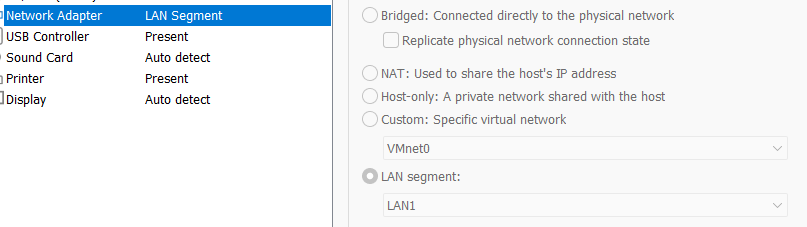 Network Adapter LAN Segment
USB Controller Present
Sound Card Auto detect
Printer Present
Display Auto detect
Bridged: Connected directly to the physical network
Replicate physical network connection state
NAT: Used to share the host's IP address
Host-only: A private network shared with the host
Custom: Specific virtual network
VMnet0
LAN segment:
LAN1